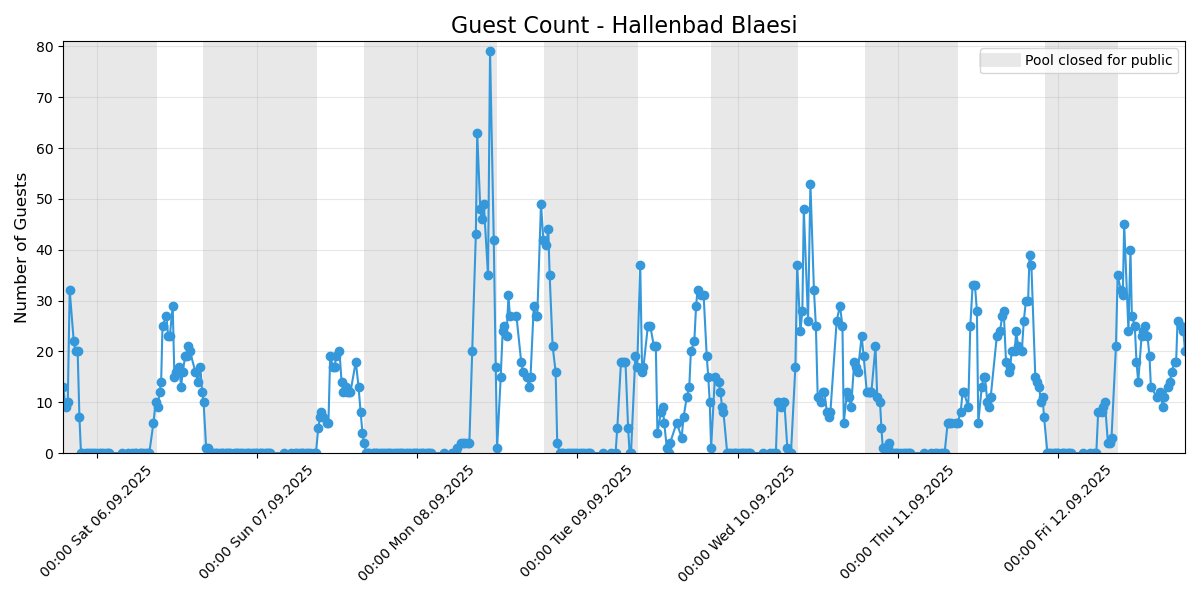 Guest Count - Hallenbad Blaesi
Pool closed for public
Number of Guests
80
70
60
50
40
30
20
10
0
00:00 Sat 06.09.2025
00:00 Sun 07.09.2025
00:00 Mon 08.09.2025
00:00 Tue 09.09.2025
00:00 Wed 10.09.2025
00:00 Thu 11.09.2025
00:00 Fri 12.09.2025